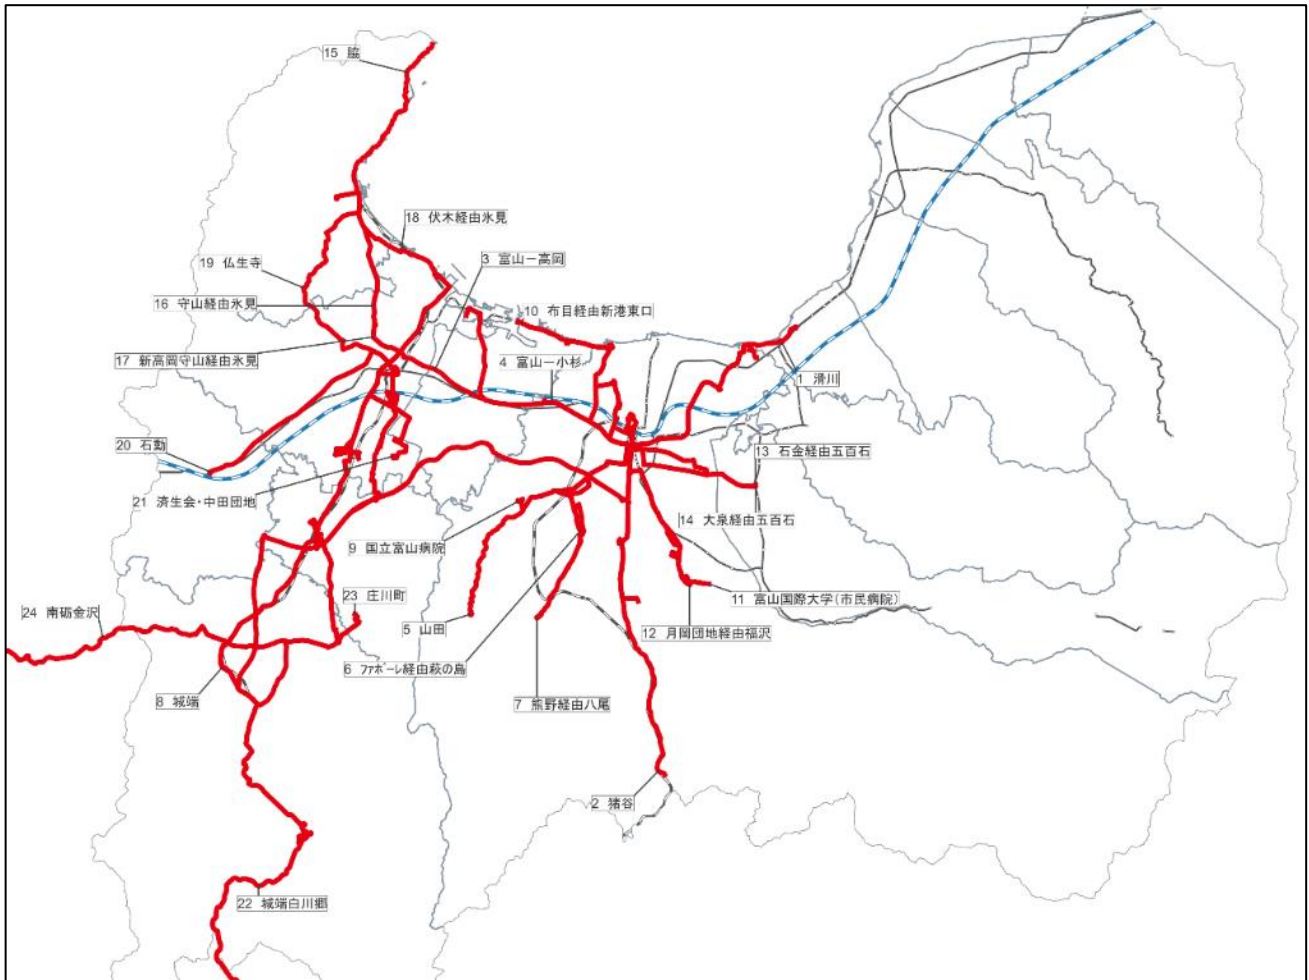 15 脇
18 伏木経由氷見
3 富山－高岡
19 仏生寺
16 守山経由氷見
10 布目経由新港東口
17 新高岡守山経由氷見
4 富山－小杉
1 滑川
20 石動
13 石金経由五百石
21 済生会・中田団地
14 大泉経由五百石
9 国立富山病院
23 庄川町
11 富山国際大学(市民病院)
24 南砺金沢
5 山田
12 月岡団地経由福沢
6 ファボーレ経由萩の島
8 城端
7 熊野経由八尾
2 猪谷
22 城端白川郷